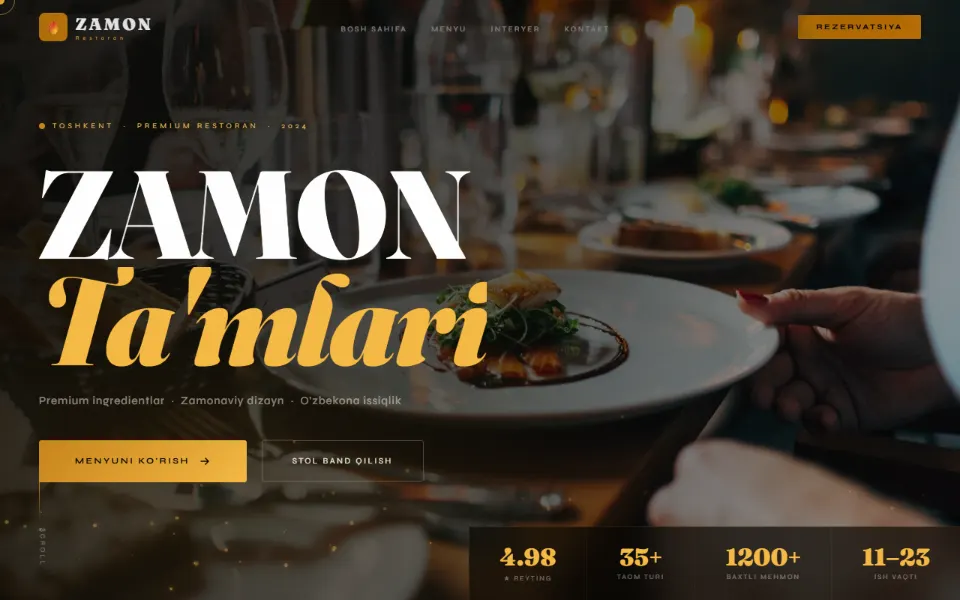 ZAMON
Restoran
BOSH SAHIFA MENYU INTERYER KONTAKT
REZERVATSIYA
TOSHKENT · PREMIUM RESTORAN · 2024
ZAMON
Ta'mlari
Premium ingredientlar · Zamonaviy dizayn · O'zbekona issiqlik
MENYUNI KO'RISH →
STOL BAND QILISH
SCROLL
4.98 35+ 1200+ 11–23
★ REYTING TAOM TURI BAXTLI MEHMON ISH VAQTI